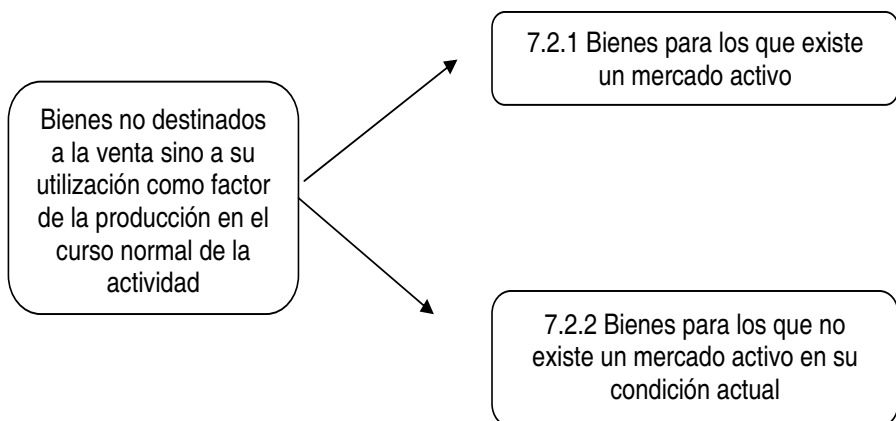 Bienes no destinados
a la venta sino a su
utilización como factor
de la producción en el
curso normal de la
actividad
7.2.1 Bienes para los que existe
un mercado activo
7.2.2 Bienes para los que no
existe un mercado activo en su
condición actual